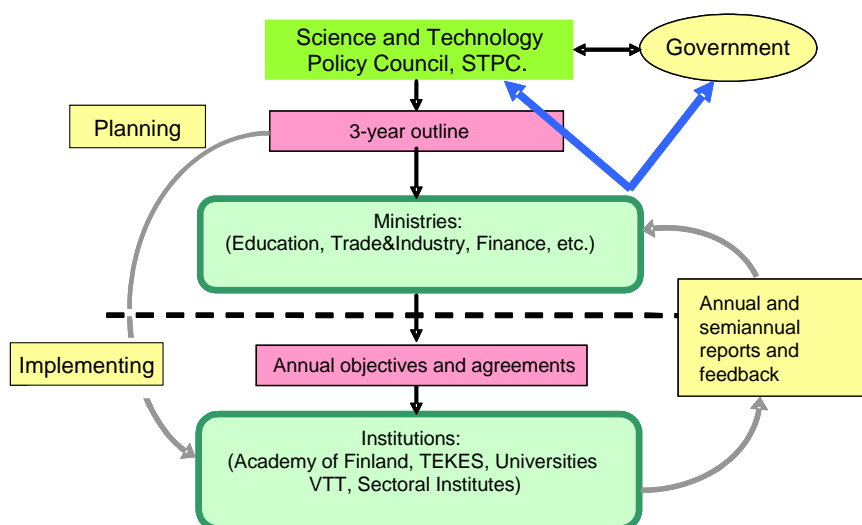 Science and Technology
Policy Council, STPC.
Government
Planning
3-year outline
Ministries:
(Education, Trade&Industry, Finance, etc.)
Annual and
semiannual
reports and
feedback
Implementing
Annual objectives and agreements
Institutions:
(Academy of Finland, TEKES, Universities
VTT, Sectoral Institutes)